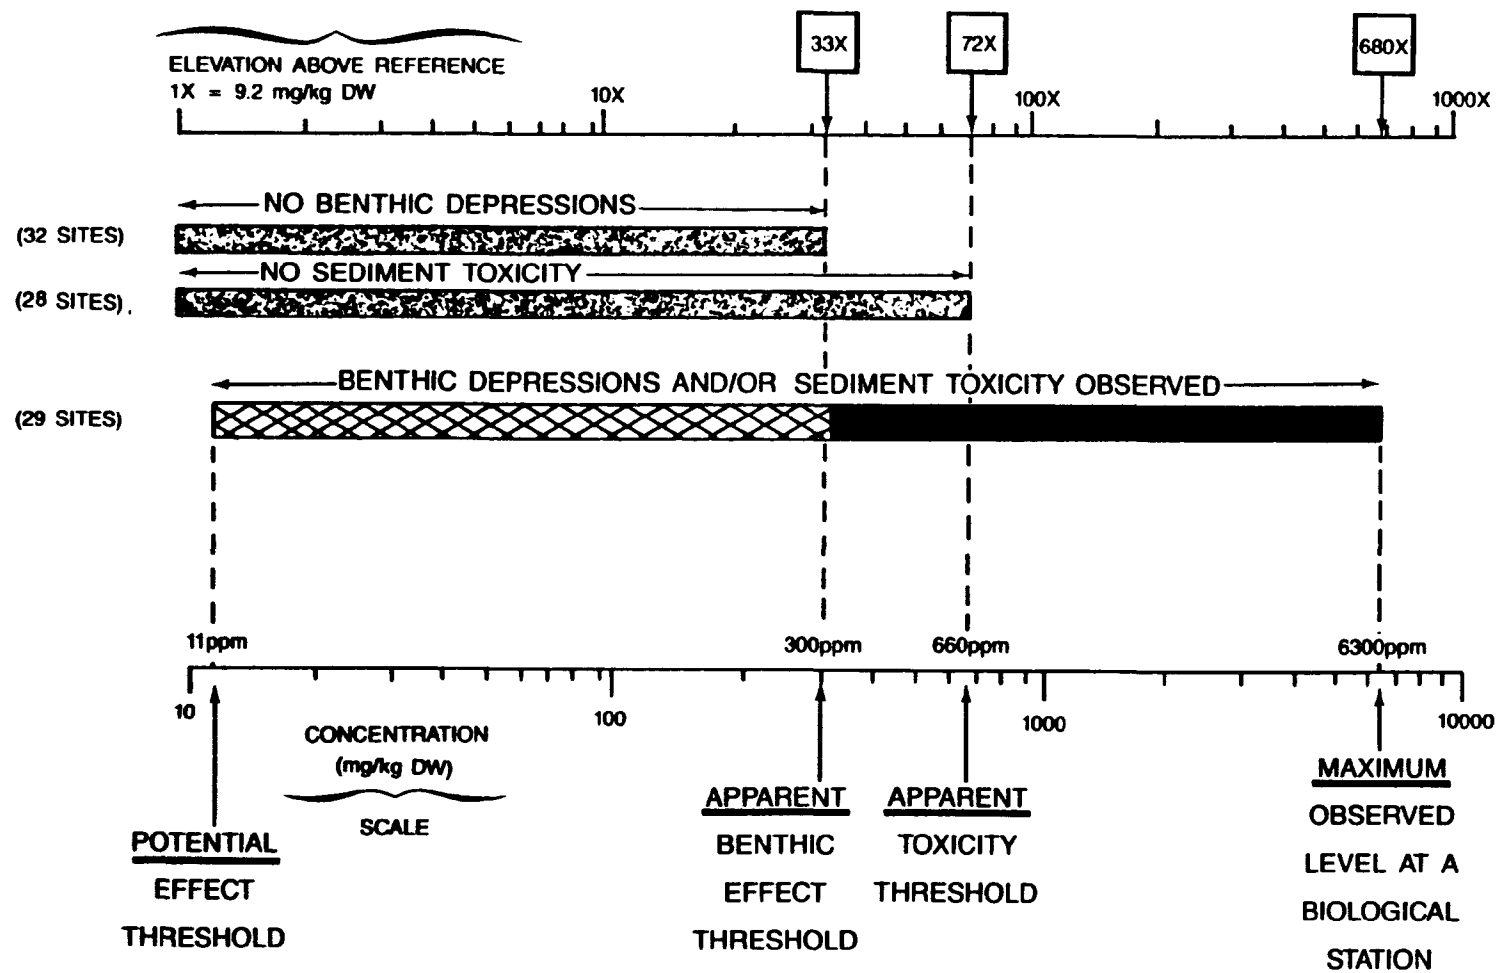 33X
72X
680X
ELEVATION ABOVE REFERENCE
1X = 9.2 mg/kg DW
10X
100X
1000X
NO BENTHIC DEPRESSIONS
(32 SITES)
NO SEDIMENT TOXICITY
(28 SITES)
BENTHIC DEPRESSIONS AND/OR SEDIMENT TOXICITY OBSERVED
(29 SITES)
11ppm
300ppm
660ppm
6300ppm
10
100
1000
10000
CONCENTRATION
(mg/kg DW)
SCALE
POTENTIAL
EFFECT
THRESHOLD
APPARENT
BENTHIC
EFFECT
THRESHOLD
APPARENT
TOXICITY
THRESHOLD
MAXIMUM
OBSERVED
LEVEL AT A
BIOLOGICAL
STATION